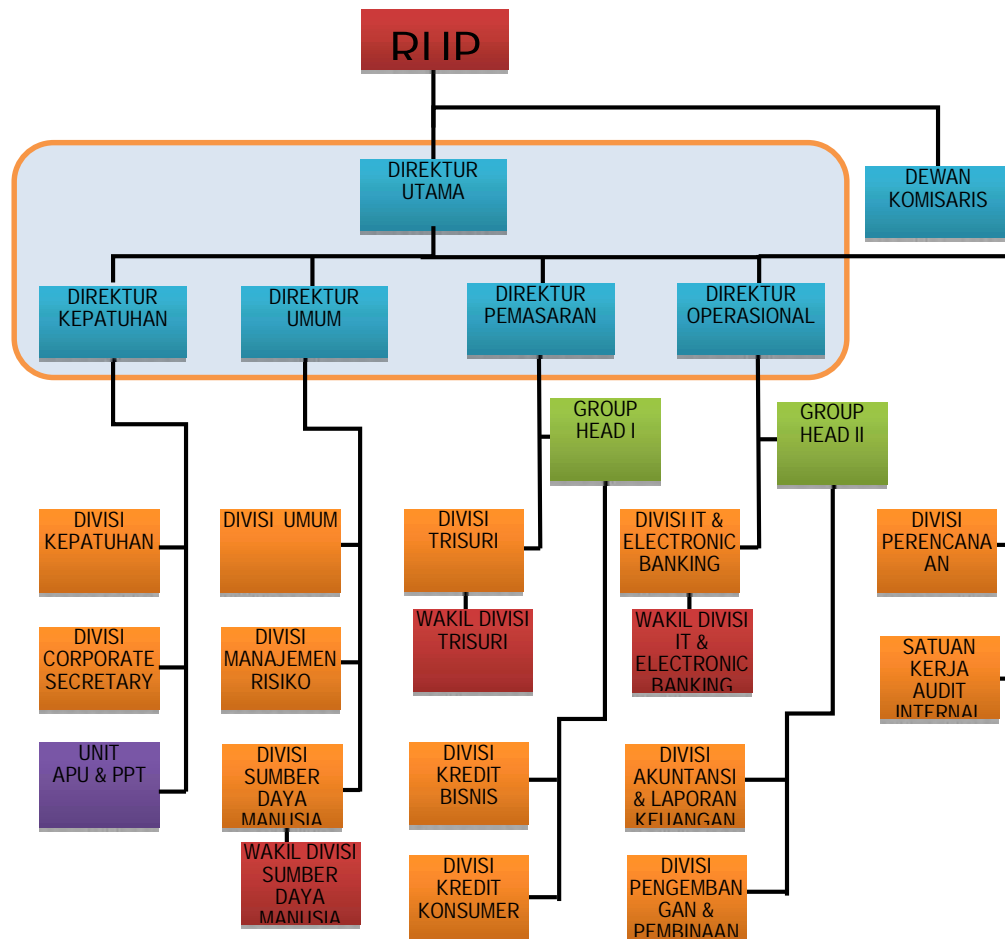 RUP
DIREKTUR
UTAMA
DEWAN
KOMISARIS
DIREKTUR
KEPATUHAN
DIREKTUR
UMUM
DIREKTUR
PEMASARAN
DIREKTUR
OPERASIONAL
GROUP
HEAD I
GROUP
HEAD II
DIVISI
KEPATUHAN
DIVISI UMUM
DIVISI
TRISURI
DIVISI IT &
ELECTRONIC
BANKING
DIVISI
PERENCANA
AN
WAKIL DIVISI
TRISURI
WAKIL DIVISI
IT &
ELECTRONIC
BANKING
DIVISI
CORPORATE
SECRETARY
DIVISI
MANAJEMEN
RISIKO
SATUAN
KERJA
AUDIT
INTERNAL
UNIT
APU & PPT
DIVISI
SUMBER
DAYA
MANUSIA
DIVISI
KREDIT
BISNIS
DIVISI
AKUNTANSI
& LAPORAN
KEUANGAN
WAKIL DIVISI
SUMBER
DAYA
MANUSIA
DIVISI
KREDIT
KONSUMER
DIVISI
PENGEMBAN
GAN &
PEMBINAAN